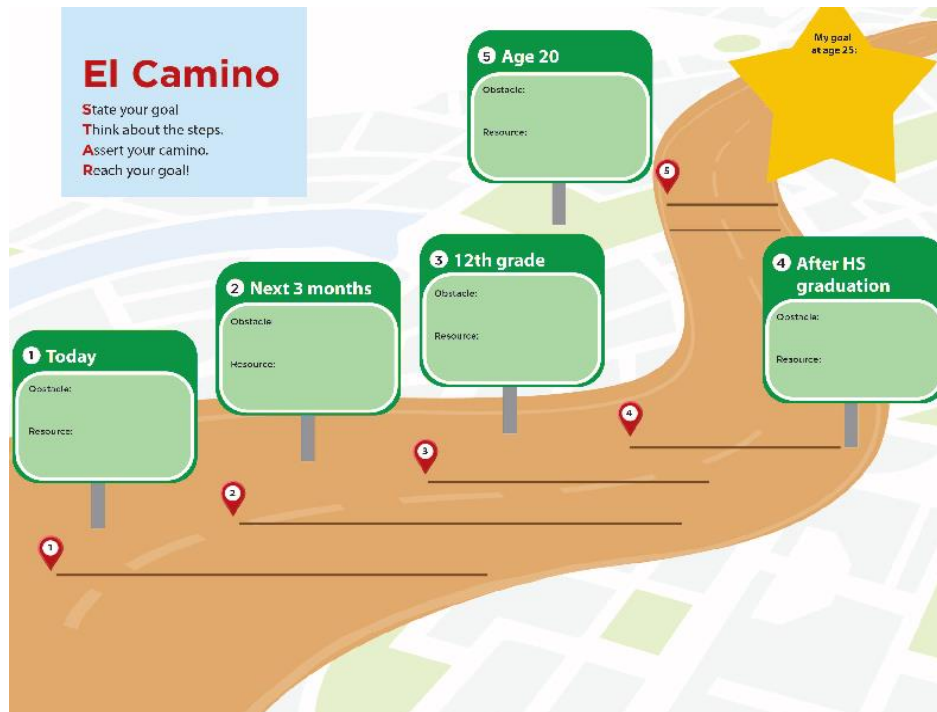 El Camino
State your goal
Think about the steps.
Assert your camino.
Reach your goal!
1 Today
Obstacle:
Resource:
2 Next 3 months
Obstacle:
Resource:
3 12th grade
Obstacle:
Resource:
4 After HS
graduation
Obstacle:
Resource:
5 Age 20
Obstacle:
Resource:
My goal
at age 25:
1
2
3
4
5